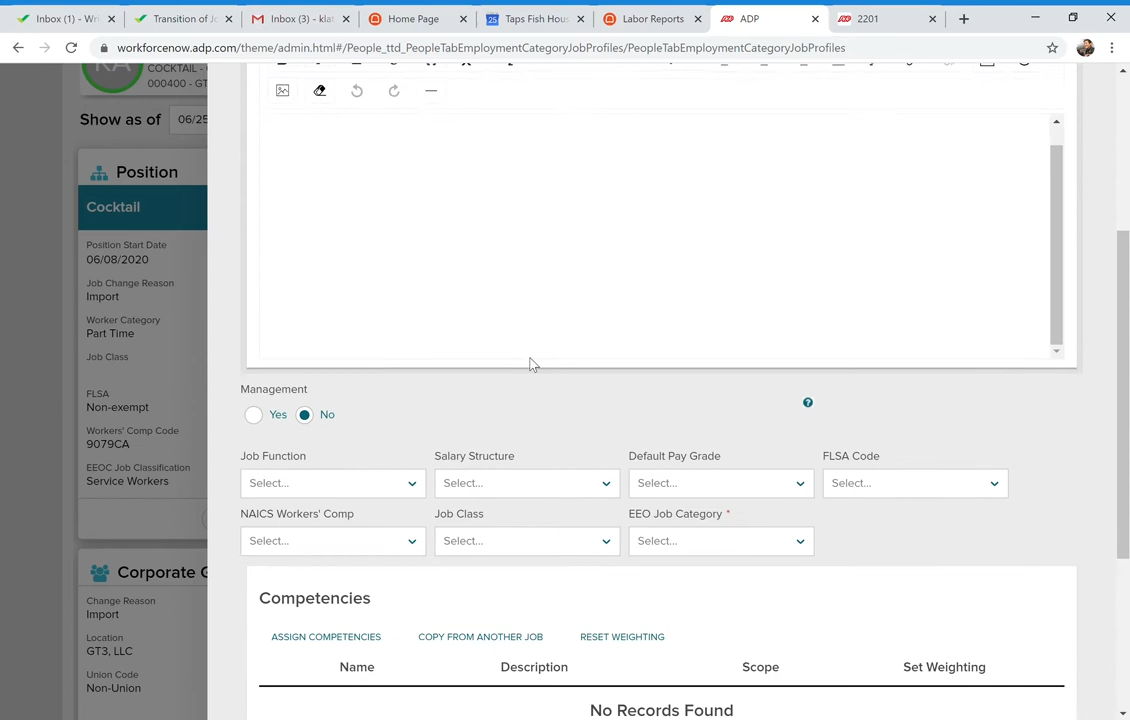 Inbox (1) - Wri
Transition of Jo
Inbox (3) - klat
Home Page
Taps Fish Hous
Labor Reports
ADP
2201
workforcenow.adp.com/theme/admin.html#/People_ttd_PeopleTabEmploymentCategoryJobProfiles/PeopleTabEmploymentCategoryJobProfiles
COCKTAIL -
000400 - GT3
Show as of
06/25
Position
Cocktail
Position Start Date
06/08/2020
Job Change Reason
Import
Worker Category
Part Time
Job Class
FLSA
Non-exempt
Workers' Comp Code
9079CA
EEOC Job Classification
Service Workers
Corporate G
Change Reason
Import
Location
GT3, LLC
Union Code
Non-Union
Management
Yes No
Job Function Salary Structure Default Pay Grade FLSA Code
Select... Select... Select... Select...
NAICS Workers' Comp Job Class EEO Job Category *
Select... Select... Select...
Competencies
ASSIGN COMPETENCIES COPY FROM ANOTHER JOB RESET WEIGHTING
Name Description Scope Set Weighting
No Records Found